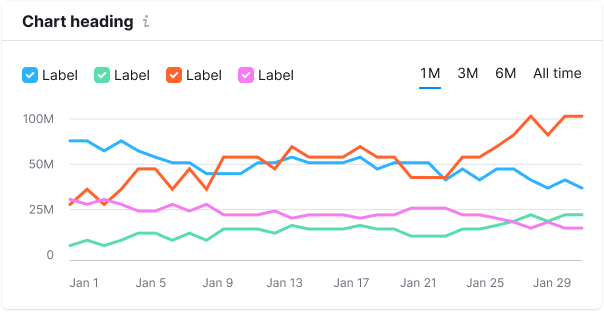 Chart heading i
Label Label Label Label 1M 3M 6M All time
100M
50M
25M
0
Jan 1 Jan 5 Jan 9 Jan 13 Jan 17 Jan 21 Jan 25 Jan 29